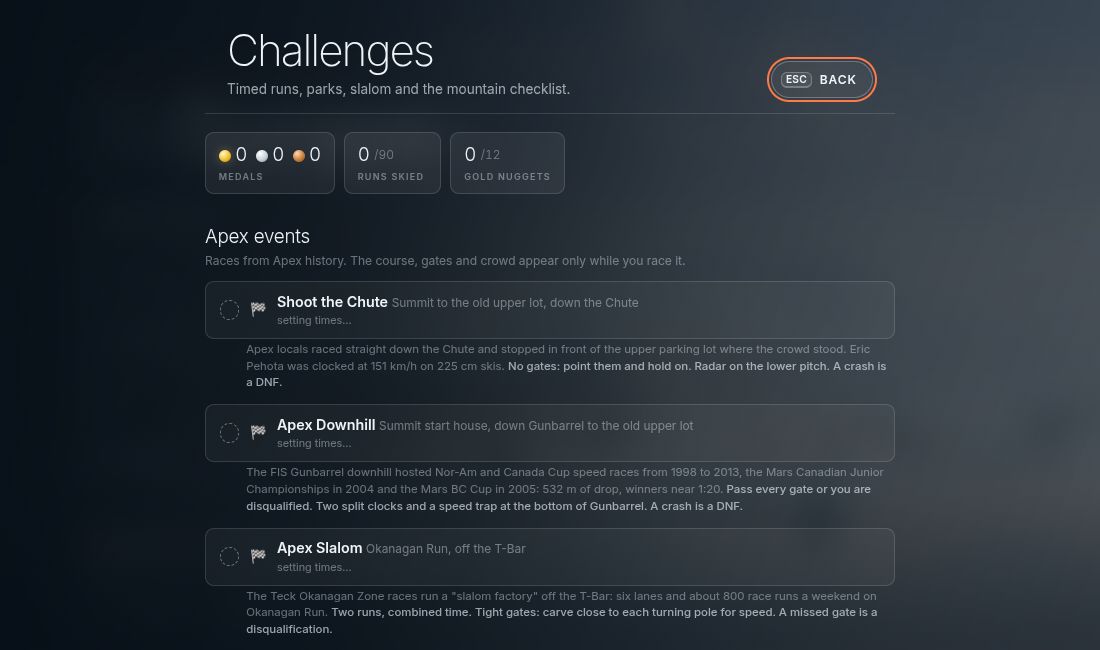 Challenges
Timed runs, parks, slalom and the mountain checklist.
ESC BACK
0 0 0
MEDALS
0 /90
RUNS SKIED
0 /12
GOLD NUGGETS
Apex events
Races from Apex history. The course, gates and crowd appear only while you race it.
Shoot the Chute Summit to the old upper lot, down the Chute
setting times...
Apex locals raced straight down the Chute and stopped in front of the upper parking lot where the crowd stood. Eric
Pehota was clocked at 151 km/h on 225 cm skis. No gates: point them and hold on. Radar on the lower pitch. A crash is
a DNF.
Apex Downhill Summit start house, down Gunbarrel to the old upper lot
setting times...
The FIS Gunbarrel downhill hosted Nor-Am and Canada Cup speed races from 1998 to 2013, the Mars Canadian Junior
Championships in 2004 and the Mars BC Cup in 2005: 532 m of drop, winners near 1:20. Pass every gate or you are
disqualified. Two split clocks and a speed trap at the bottom of Gunbarrel. A crash is a DNF.
Apex Slalom Okanagan Run, off the T-Bar
setting times...
The Teck Okanagan Zone races run a "slalom factory" off the T-Bar: six lanes and about 800 race runs a weekend on
Okanagan Run. Two runs, combined time. Tight gates: carve close to each turning pole for speed. A missed gate is a
disqualification.